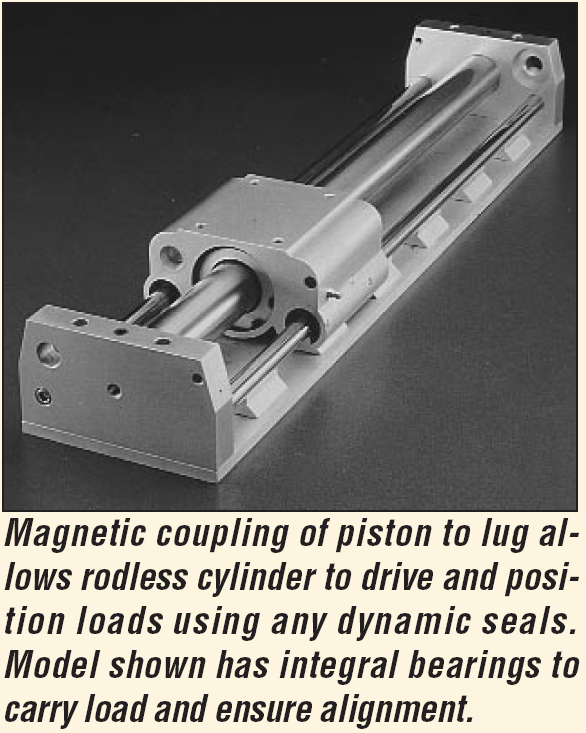 Magnetic coupling of piston to lug al-
lows rodless cylinder to drive and posi-
tion loads using any dynamic seals.
Model shown has integral bearings to
carry load and ensure alignment.